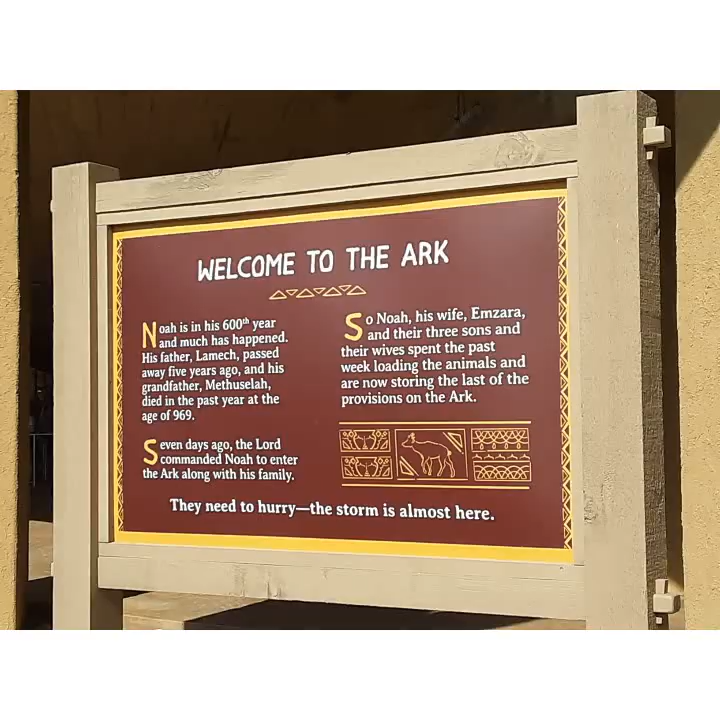 WELCOME TO THE ARK
Noah is in his 600th year
and much has happened.
His father, Lamech, passed
away five years ago, and his
grandfather, Methuselah,
died in the past year at the
age of 969.
Seven days ago, the Lord
commanded Noah to enter
the Ark along with his family.
So Noah, his wife, Emzara,
and their three sons and
their wives spent the past
week loading the animals and
are now storing the last of the
provisions on the Ark.
They need to hurry—the storm is almost here.